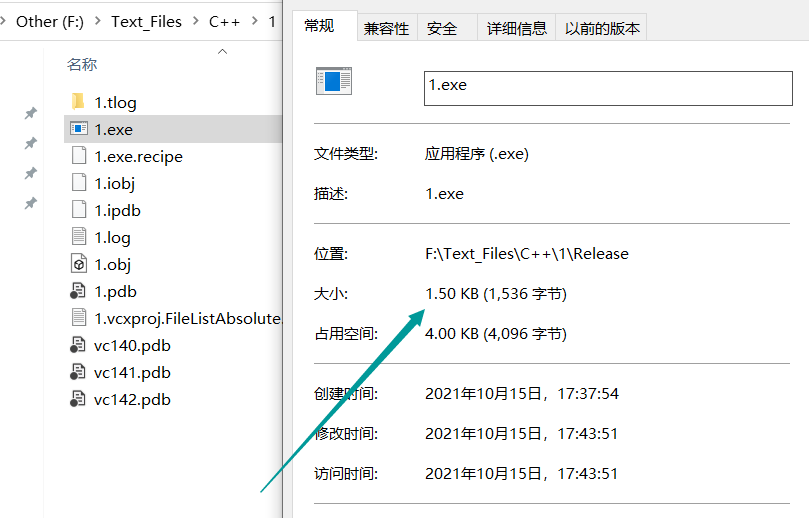 Other (F:) > Text_Files > C++ > 1
名称
1.tlog
1.exe
1.exe.recipe
1.iobj
1.ipdb
1.log
1.obj
1.pdb
1.vcxproj.FileListAbsolute.
vc140.pdb
vc141.pdb
vc142.pdb
常规 兼容性 安全 详细信息 以前的版本
1.exe
文件类型: 应用程序 (.exe)
描述: 1.exe
位置: F:\Text_Files\C++\1\Release
大小: 1.50 KB (1,536 字节)
占用空间: 4.00 KB (4,096 字节)
创建时间: 2021年10月15日，17:37:54
修改时间: 2021年10月15日，17:43:51
访问时间: 2021年10月15日，17:43:51